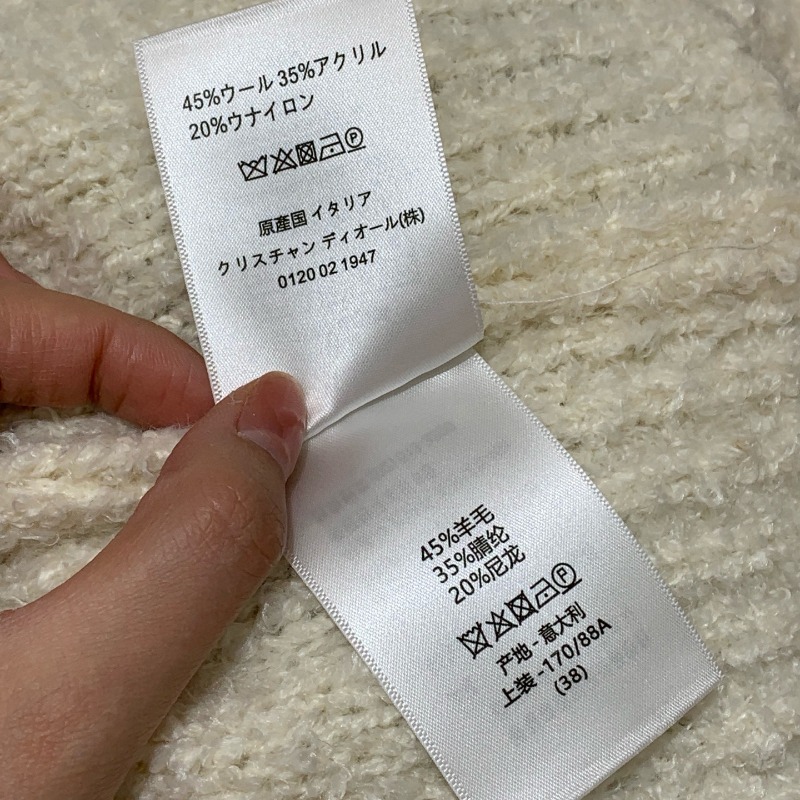 45%ウール 35%アクリル
20%ウナイロン
原產国 イタリア
クリスチャン ディオール(株)
0120 02 1947
45%羊毛
35%腈纶
20%尼龙
产地 - 意大利
上装 -170/88A
(38)